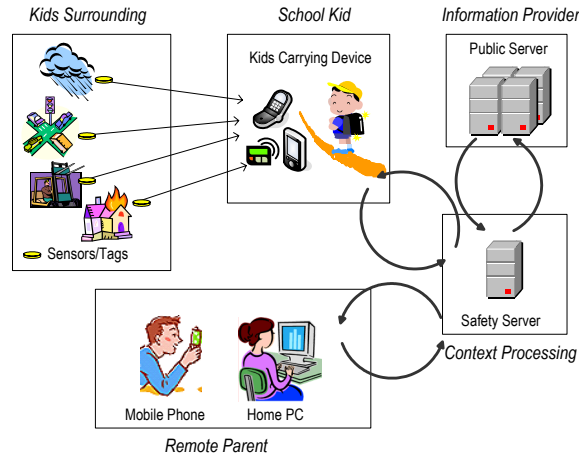 Kids Surrounding
School Kid
Information Provider
Kids Carrying Device
Public Server
Sensors/Tags
Safety Server
Context Processing
Mobile Phone
Home PC
Remote Parent